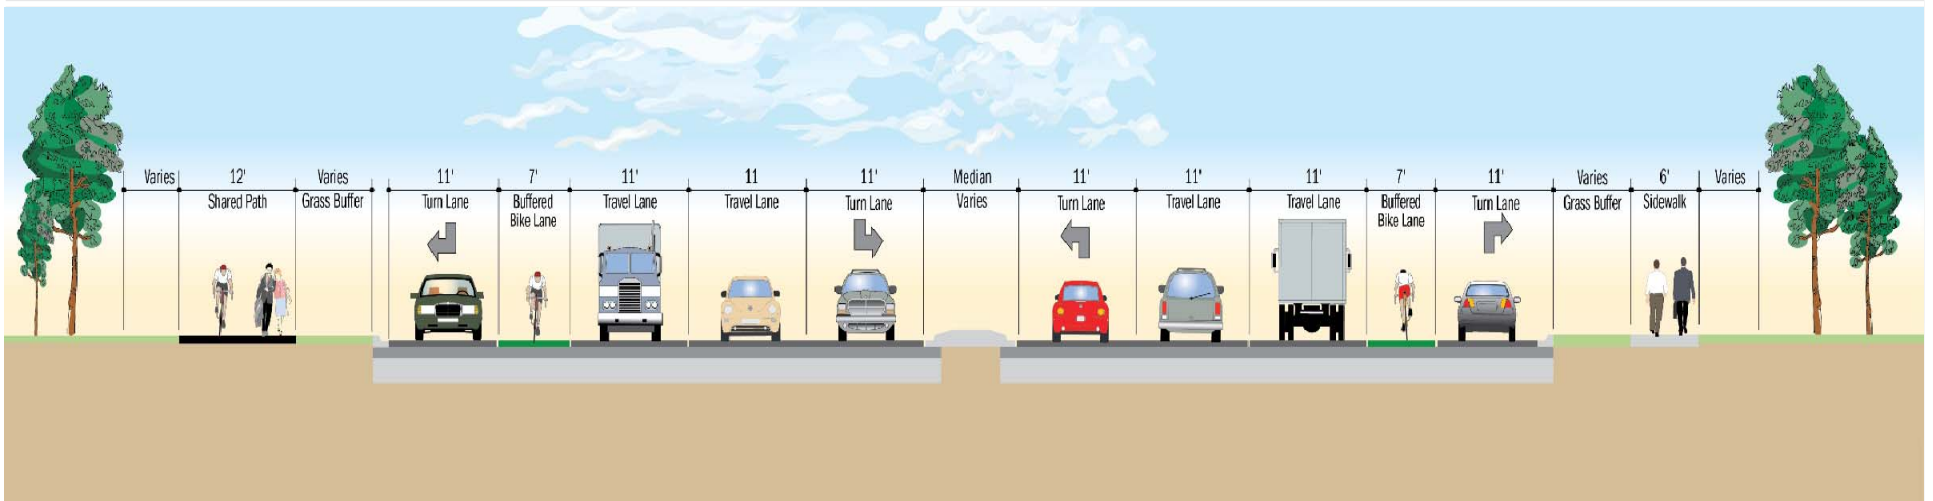 Varies 12' Varies 11' 7' 11' 11 11' Median 11' 11' 11' 7' 11' Varies 6' Varies
Shared Path Grass Buffer Turn Lane Buffered Travel Lane Travel Lane Turn Lane Varies Turn Lane Travel Lane Travel Lane Buffered Turn Lane Grass Buffer Sidewalk
Bike Lane Bike Lane